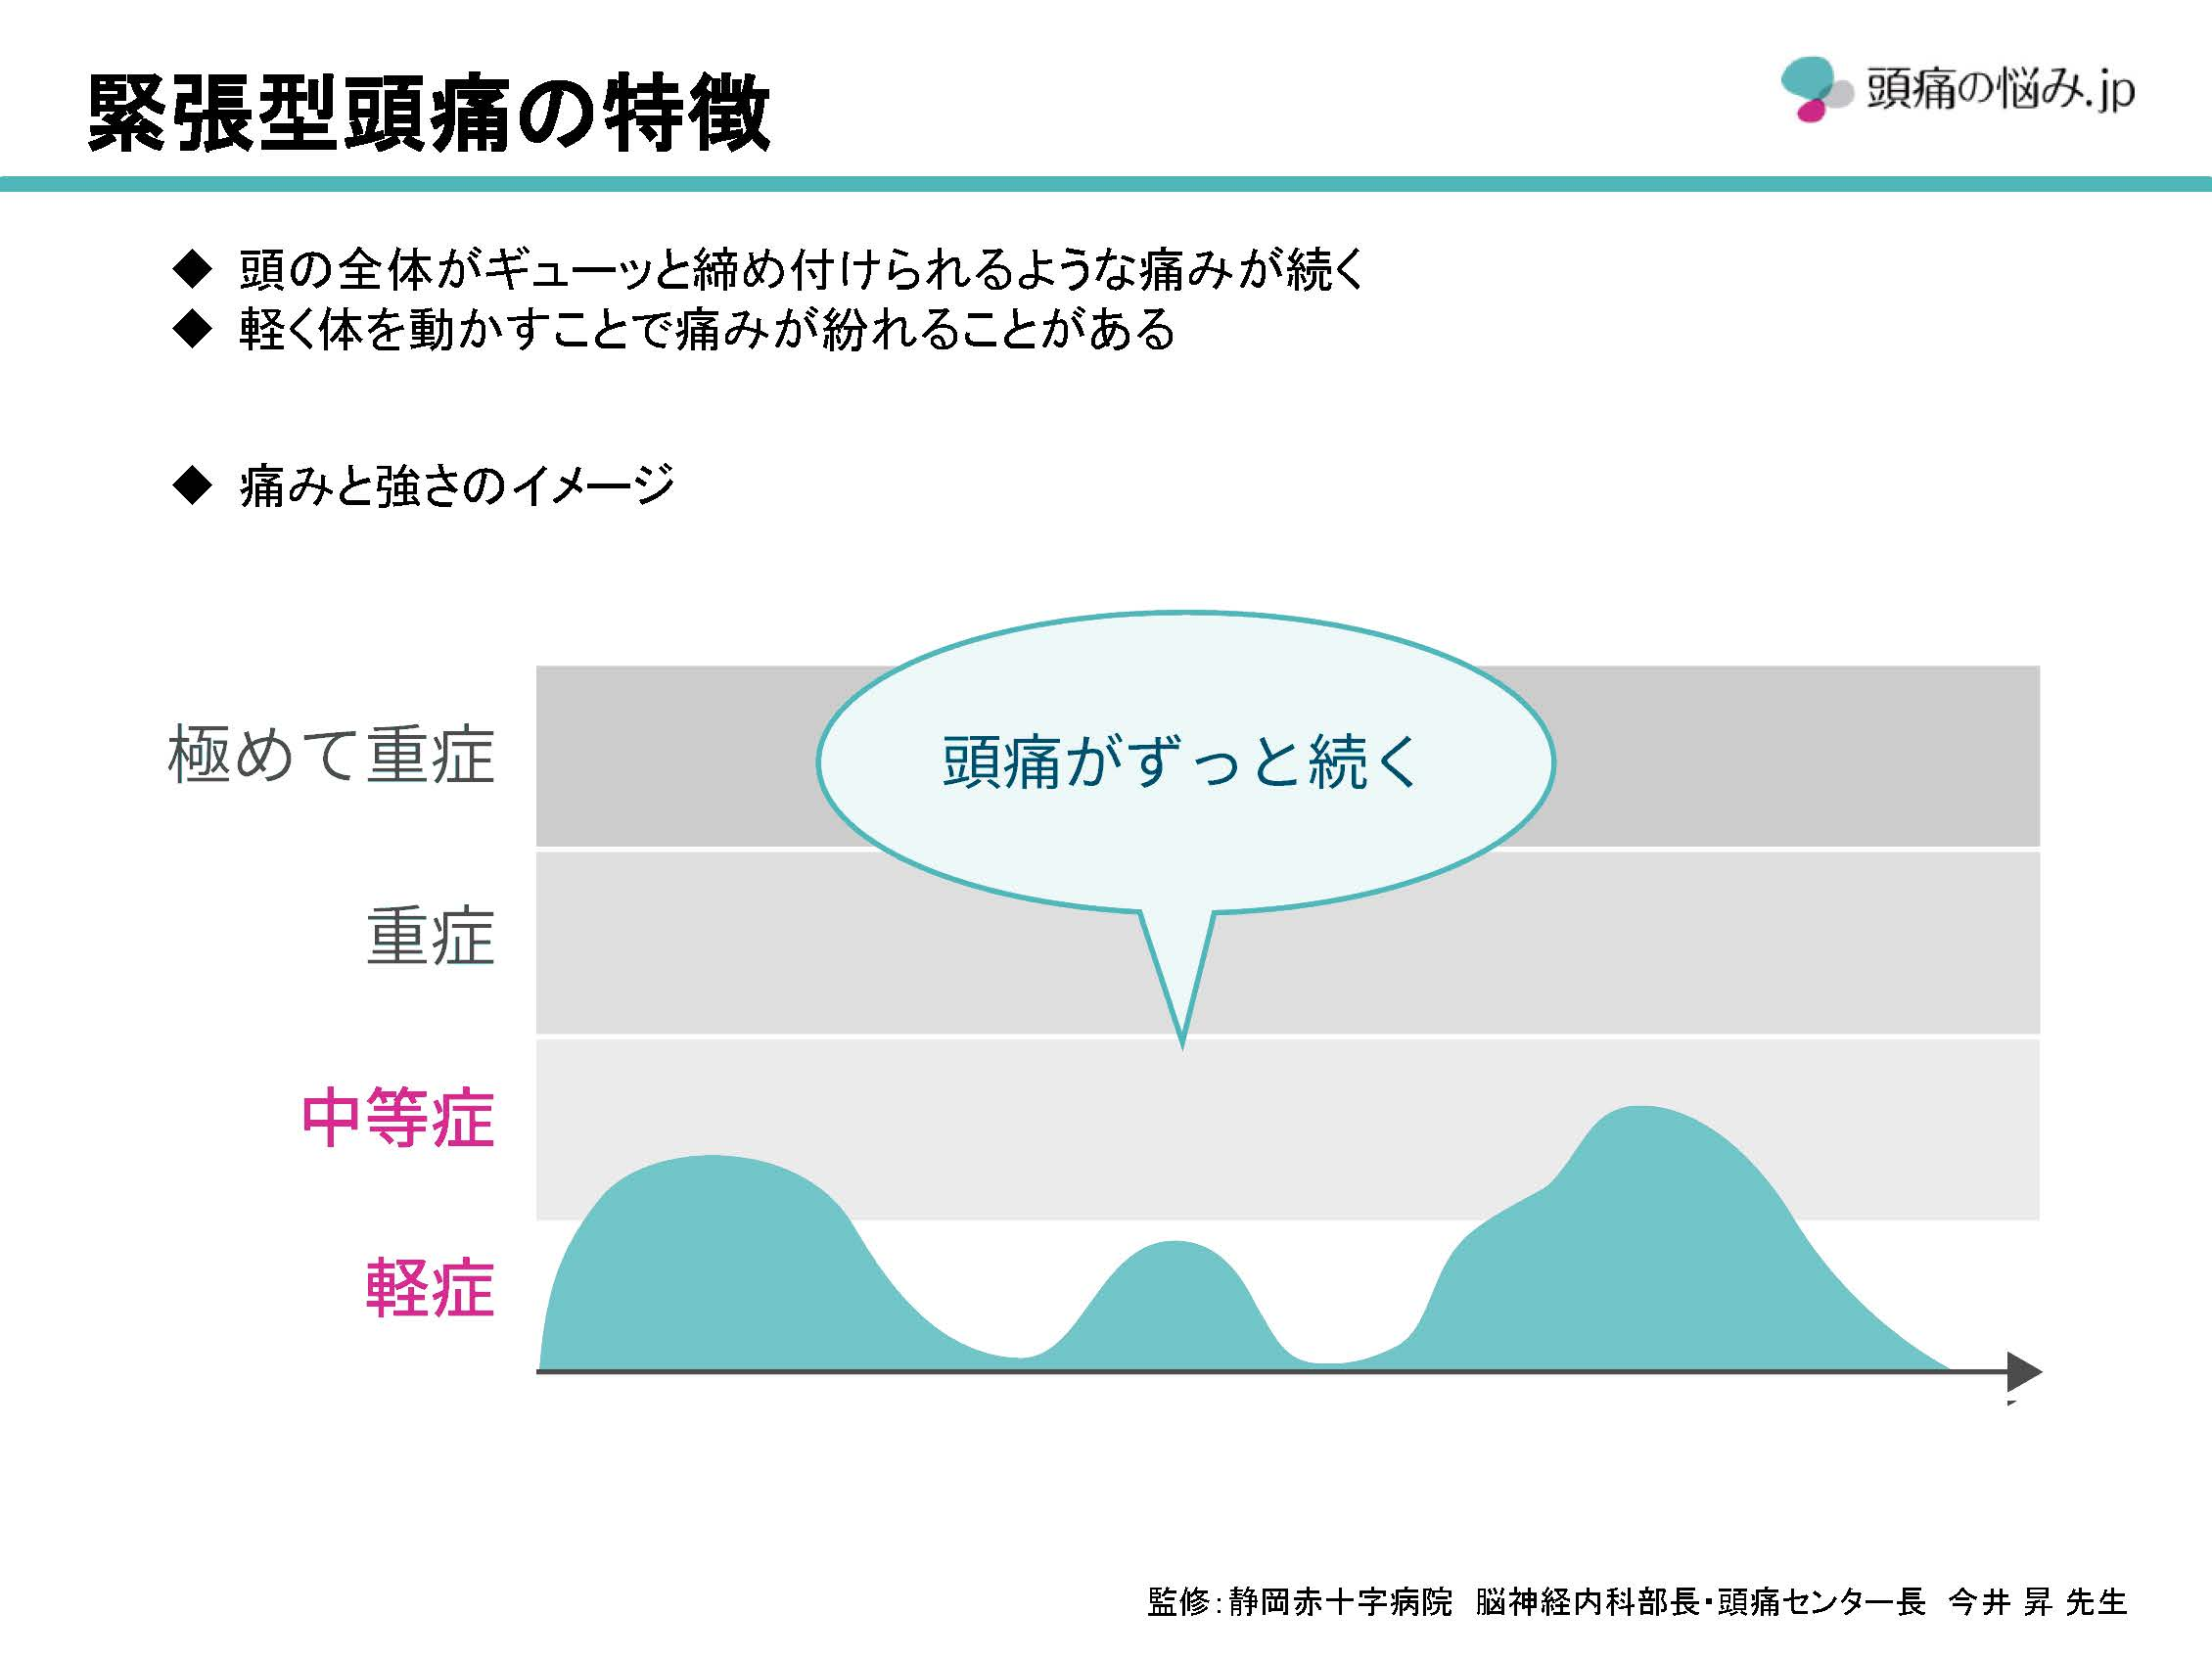 緊張型頭痛の特徴
頭痛の悩み.jp
◆ 頭の全体がギューッと締め付けられるような痛みが続く
◆ 軽く体を動かすことで痛みが紛れることがある
◆ 痛みと強さのイメージ
頭痛がずっと続く
極めて重症
重症
中等症
軽症
監修：静岡赤十字病院　脳神経内科部長・頭痛センター長　今井 昇 先生